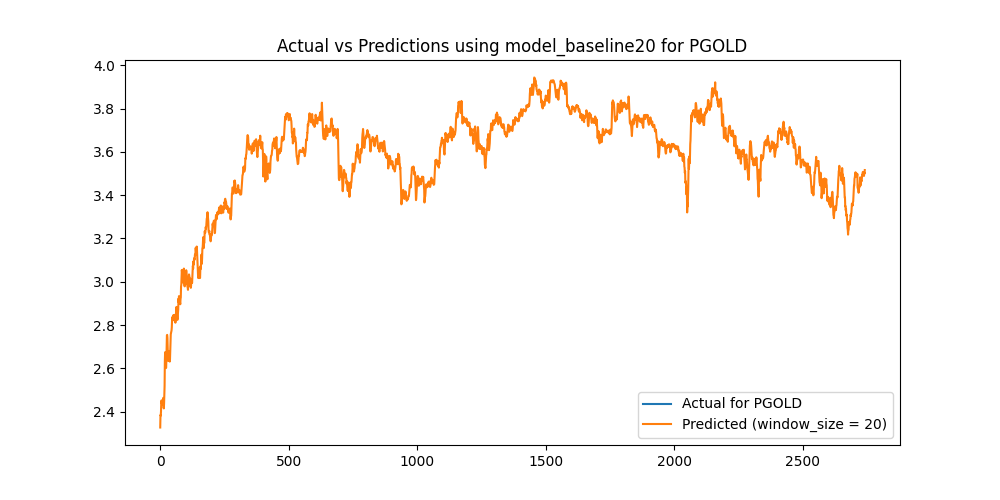 Actual vs Predictions using model_baseline20 for PGOLD
4.0
3.8
3.6
3.4
3.2
3.0
2.8
2.6
2.4
Actual for PGOLD
Predicted (window_size = 20)
0 500 1000 1500 2000 2500